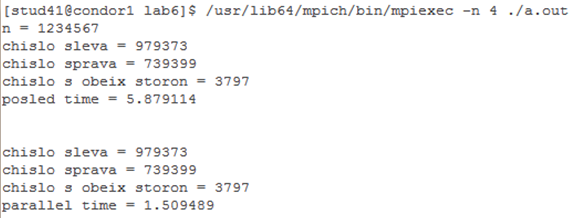 [stud41@condor1 lab6]$ /usr/lib64/mpich/bin/mpiexec -n 4 ./a.out
n = 1234567
chislo sleva = 979373
chislo sprava = 739399
chislo s obeix storon = 3797
posled time = 5.879114
chislo sleva = 979373
chislo sprava = 739399
chislo s obeix storon = 3797
parallel time = 1.509489